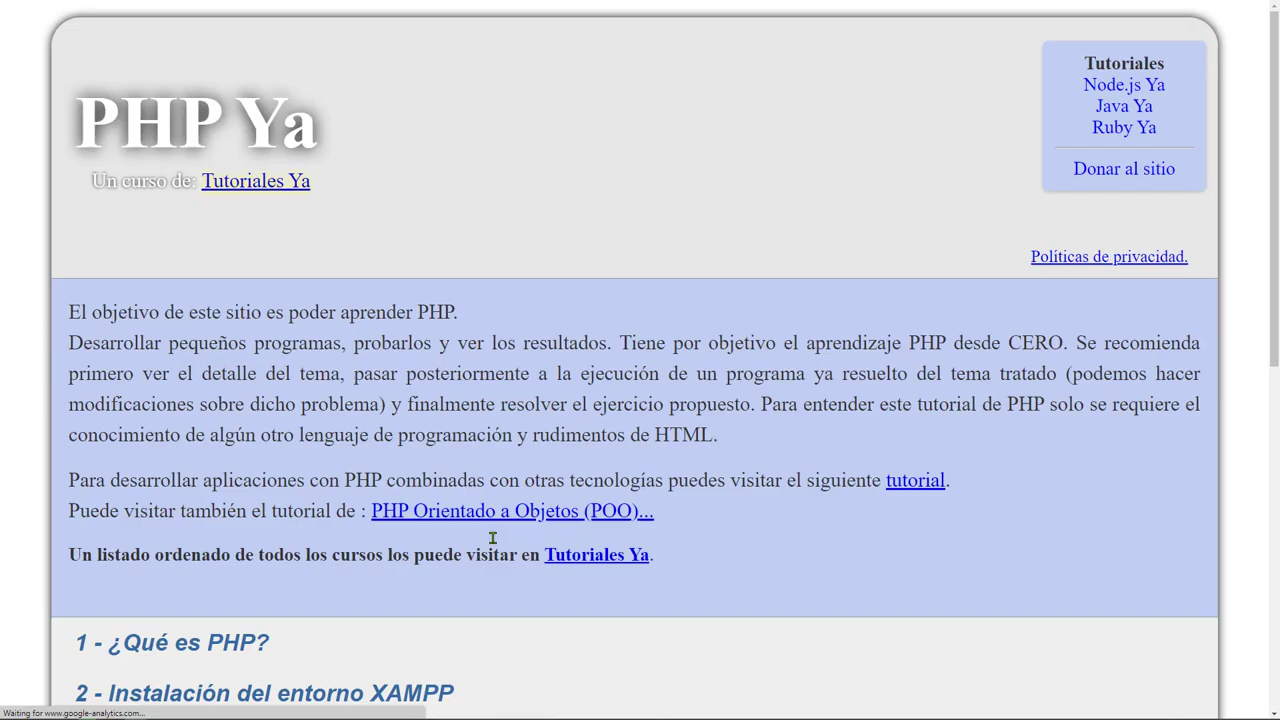 Tutoriales
Node.js Ya
Java Ya
Ruby Ya
Donar al sitio
PHP Ya
Un curso de: Tutoriales Ya
Políticas de privacidad.
El objetivo de este sitio es poder aprender PHP.
Desarrollar pequeños programas, probarlos y ver los resultados. Tiene por objetivo el aprendizaje PHP desde CERO. Se recomienda
primero ver el detalle del tema, pasar posteriormente a la ejecución de un programa ya resuelto del tema tratado (podemos hacer
modificaciones sobre dicho problema) y finalmente resolver el ejercicio propuesto. Para entender este tutorial de PHP solo se requiere el
conocimiento de algún otro lenguaje de programación y rudimentos de HTML.
Para desarrollar aplicaciones con PHP combinadas con otras tecnologías puedes visitar el siguiente tutorial.
Puede visitar también el tutorial de : PHP Orientado a Objetos (POO)...
Un listado ordenado de todos los cursos los puede visitar en Tutoriales Ya.
1 - ¿Qué es PHP?
2 - Instalación del entorno XAMPP
Waiting for www.google-analytics.com...